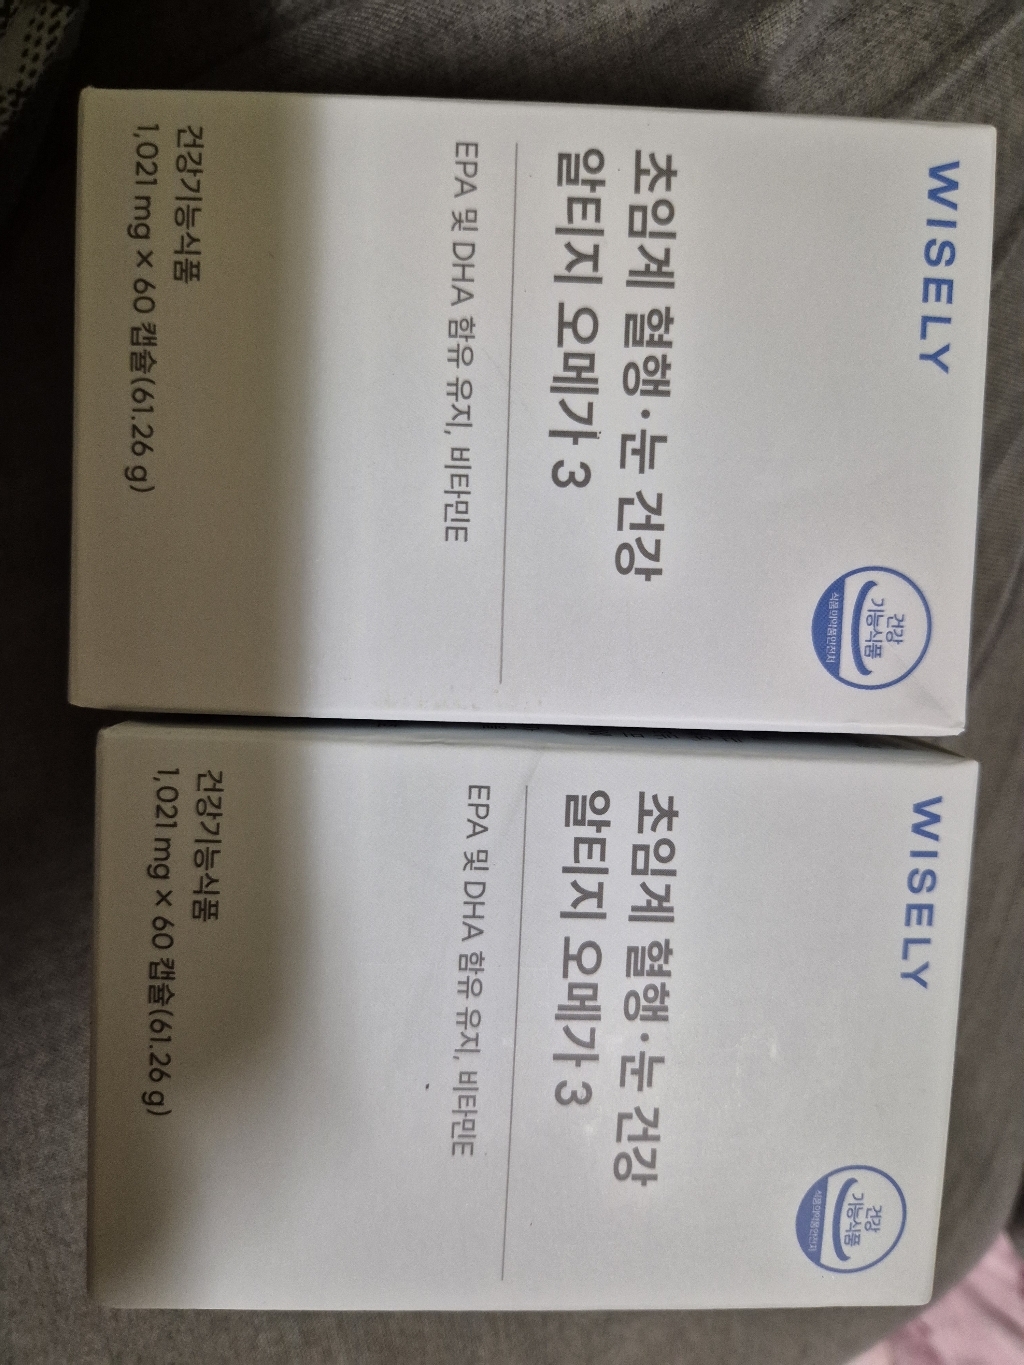 WISELY
건강
기능식품
식품의약품안전처
초임계 혈행·눈 건강
알티지 오메가 3
EPA 및 DHA 함유 유지, 비타민E
건강기능식품
1,021 mg × 60 캡슐(61.26 g)
WISELY
건강
기능식품
식품의약품안전처
초임계 혈행·눈 건강
알티지 오메가 3
EPA 및 DHA 함유 유지, 비타민E
건강기능식품
1,021 mg × 60 캡슐(61.26 g)